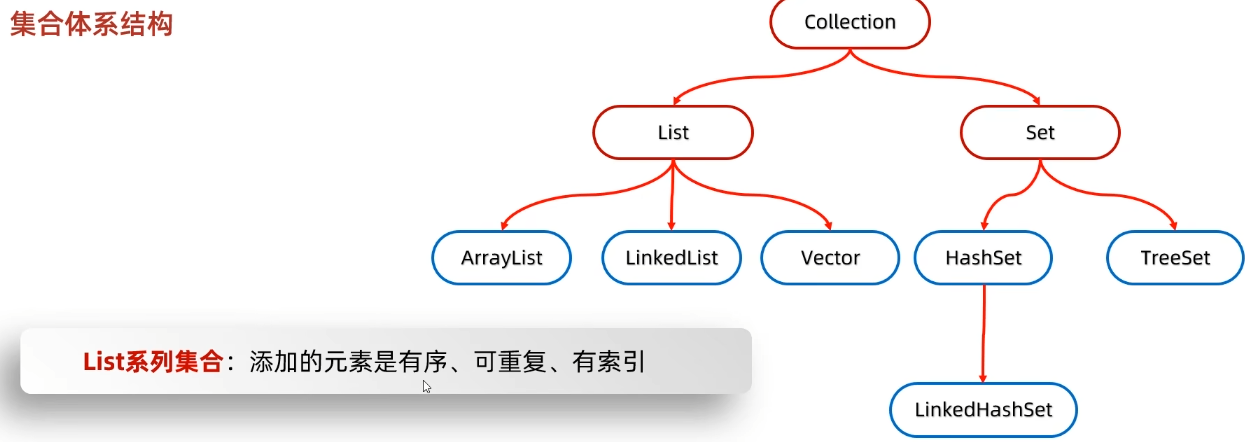 集合体系结构
Collection
List
Set
ArrayList
LinkedList
Vector
HashSet
TreeSet
List系列集合：添加的元素是有序、可重复、有索引
LinkedHashSet